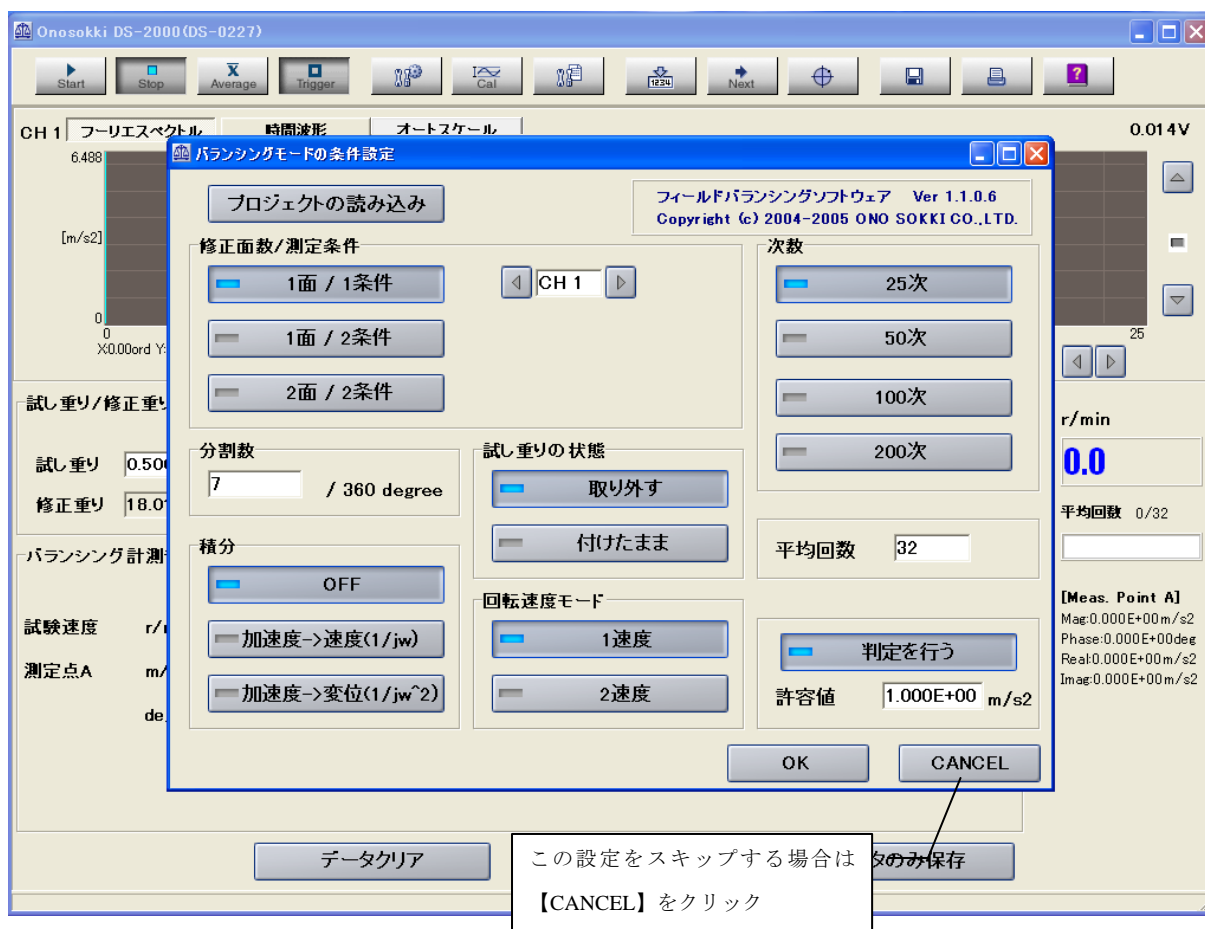 Onosokki DS-2000(DS-0227)
Start Stop Average Trigger Cal 1234 Next
CH 1 フーリエスペクトル 時間波形 オートスケール 0.014V
6.488
[m/s2]
0
0
X:0.00ord Y:
25
バランシングモードの条件設定
プロジェクトの読み込み
フィールドバランシングソフトウェア Ver 1.1.0.6
Copyright (c) 2004-2005 ONO SOKKI CO.,LTD.
修正面数/測定条件
1面 / 1条件
CH 1
1面 / 2条件
2面 / 2条件
次数
25次
50次
100次
200次
分割数
7 / 360 degree
試し重りの状態
取り外す
付けたまま
積分
OFF
加速度->速度(1/jw)
加速度->変位(1/jw^2)
回転速度モード
1速度
2速度
平均回数 32
判定を行う
許容値 1.000E+00 m/s2
OK CANCEL
試し重り/修正重り
試し重り 0.500
修正重り 18.01
バランシング計測
試験速度
測定点A m/
de
r/min
0.0
平均回数 0/32
[Meas. Point A]
Mag:0.000E+00m/s2
Phase:0.000E+00deg
Real:0.000E+00m/s2
Imag:0.000E+00m/s2
データクリア
タのみ保存
この設定をスキップする場合は
【CANCEL】をクリック